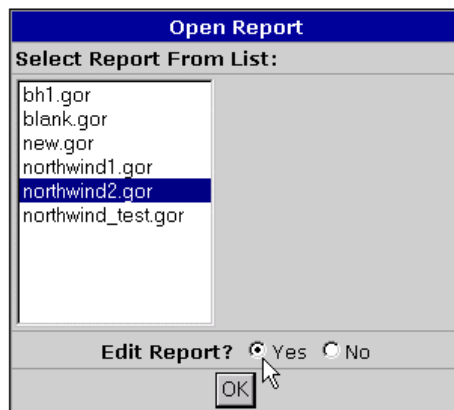 Open Report
Select Report From List:
bh1.gor
blank.gor
new.gor
northwind1.gor
northwind2.gor
northwind_test.gor
Edit Report? Yes No
OK